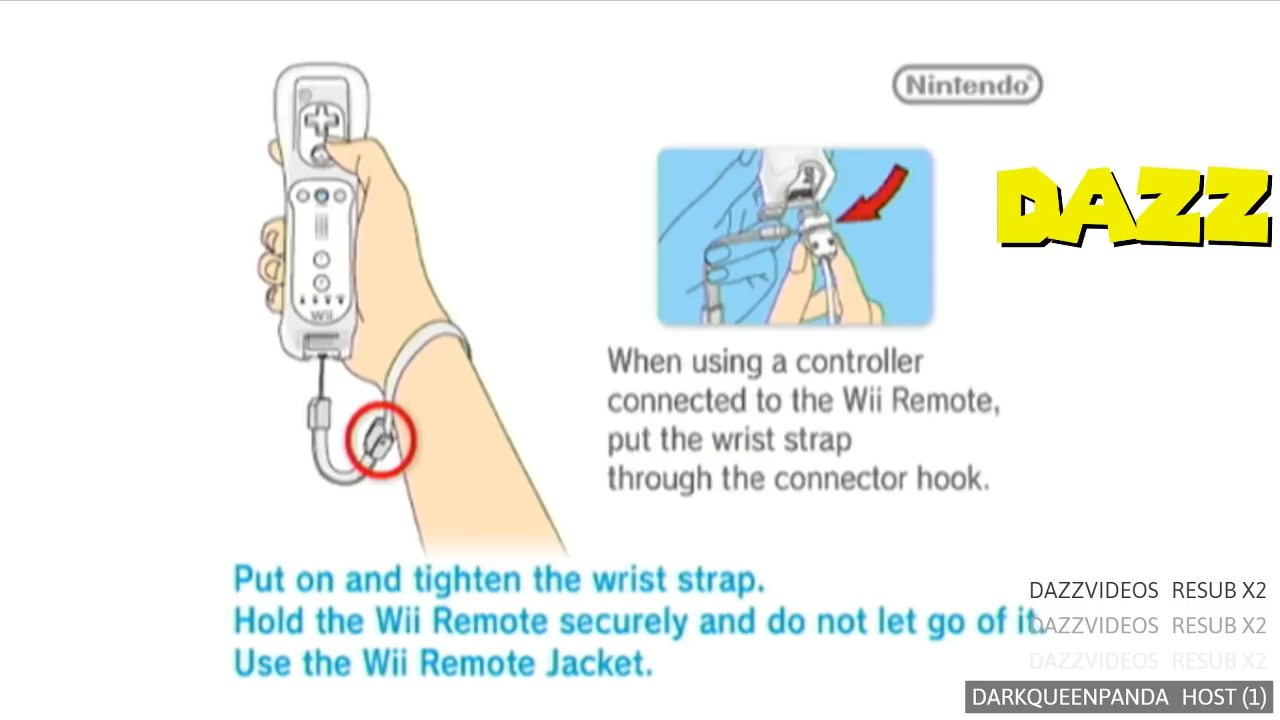 Nintendo®
DAZZ
When using a controller
connected to the Wii Remote,
put the wrist strap
through the connector hook.
Wii
Put on and tighten the wrist strap.
Hold the Wii Remote securely and do not let go of it.
Use the Wii Remote Jacket.
DAZZVIDEOS RESUB X2
DAZZVIDEOS RESUB X2
DAZZVIDEOS RESUB X2
DARKQUEENPANDA HOST (1)